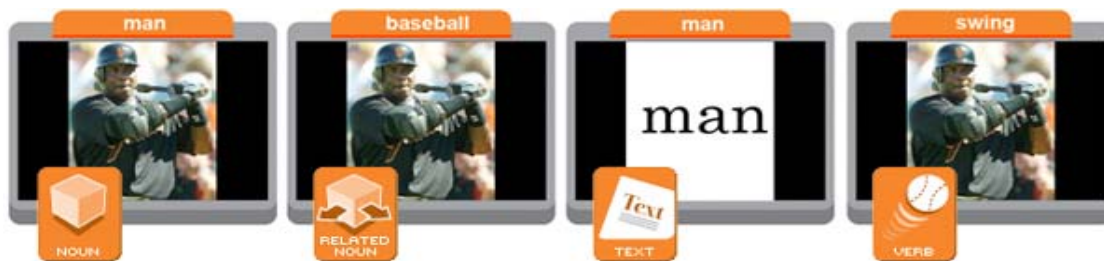 man
baseball
man
swing
man
NOUN
RELATED
NOUN
Text
TEXT
VERB